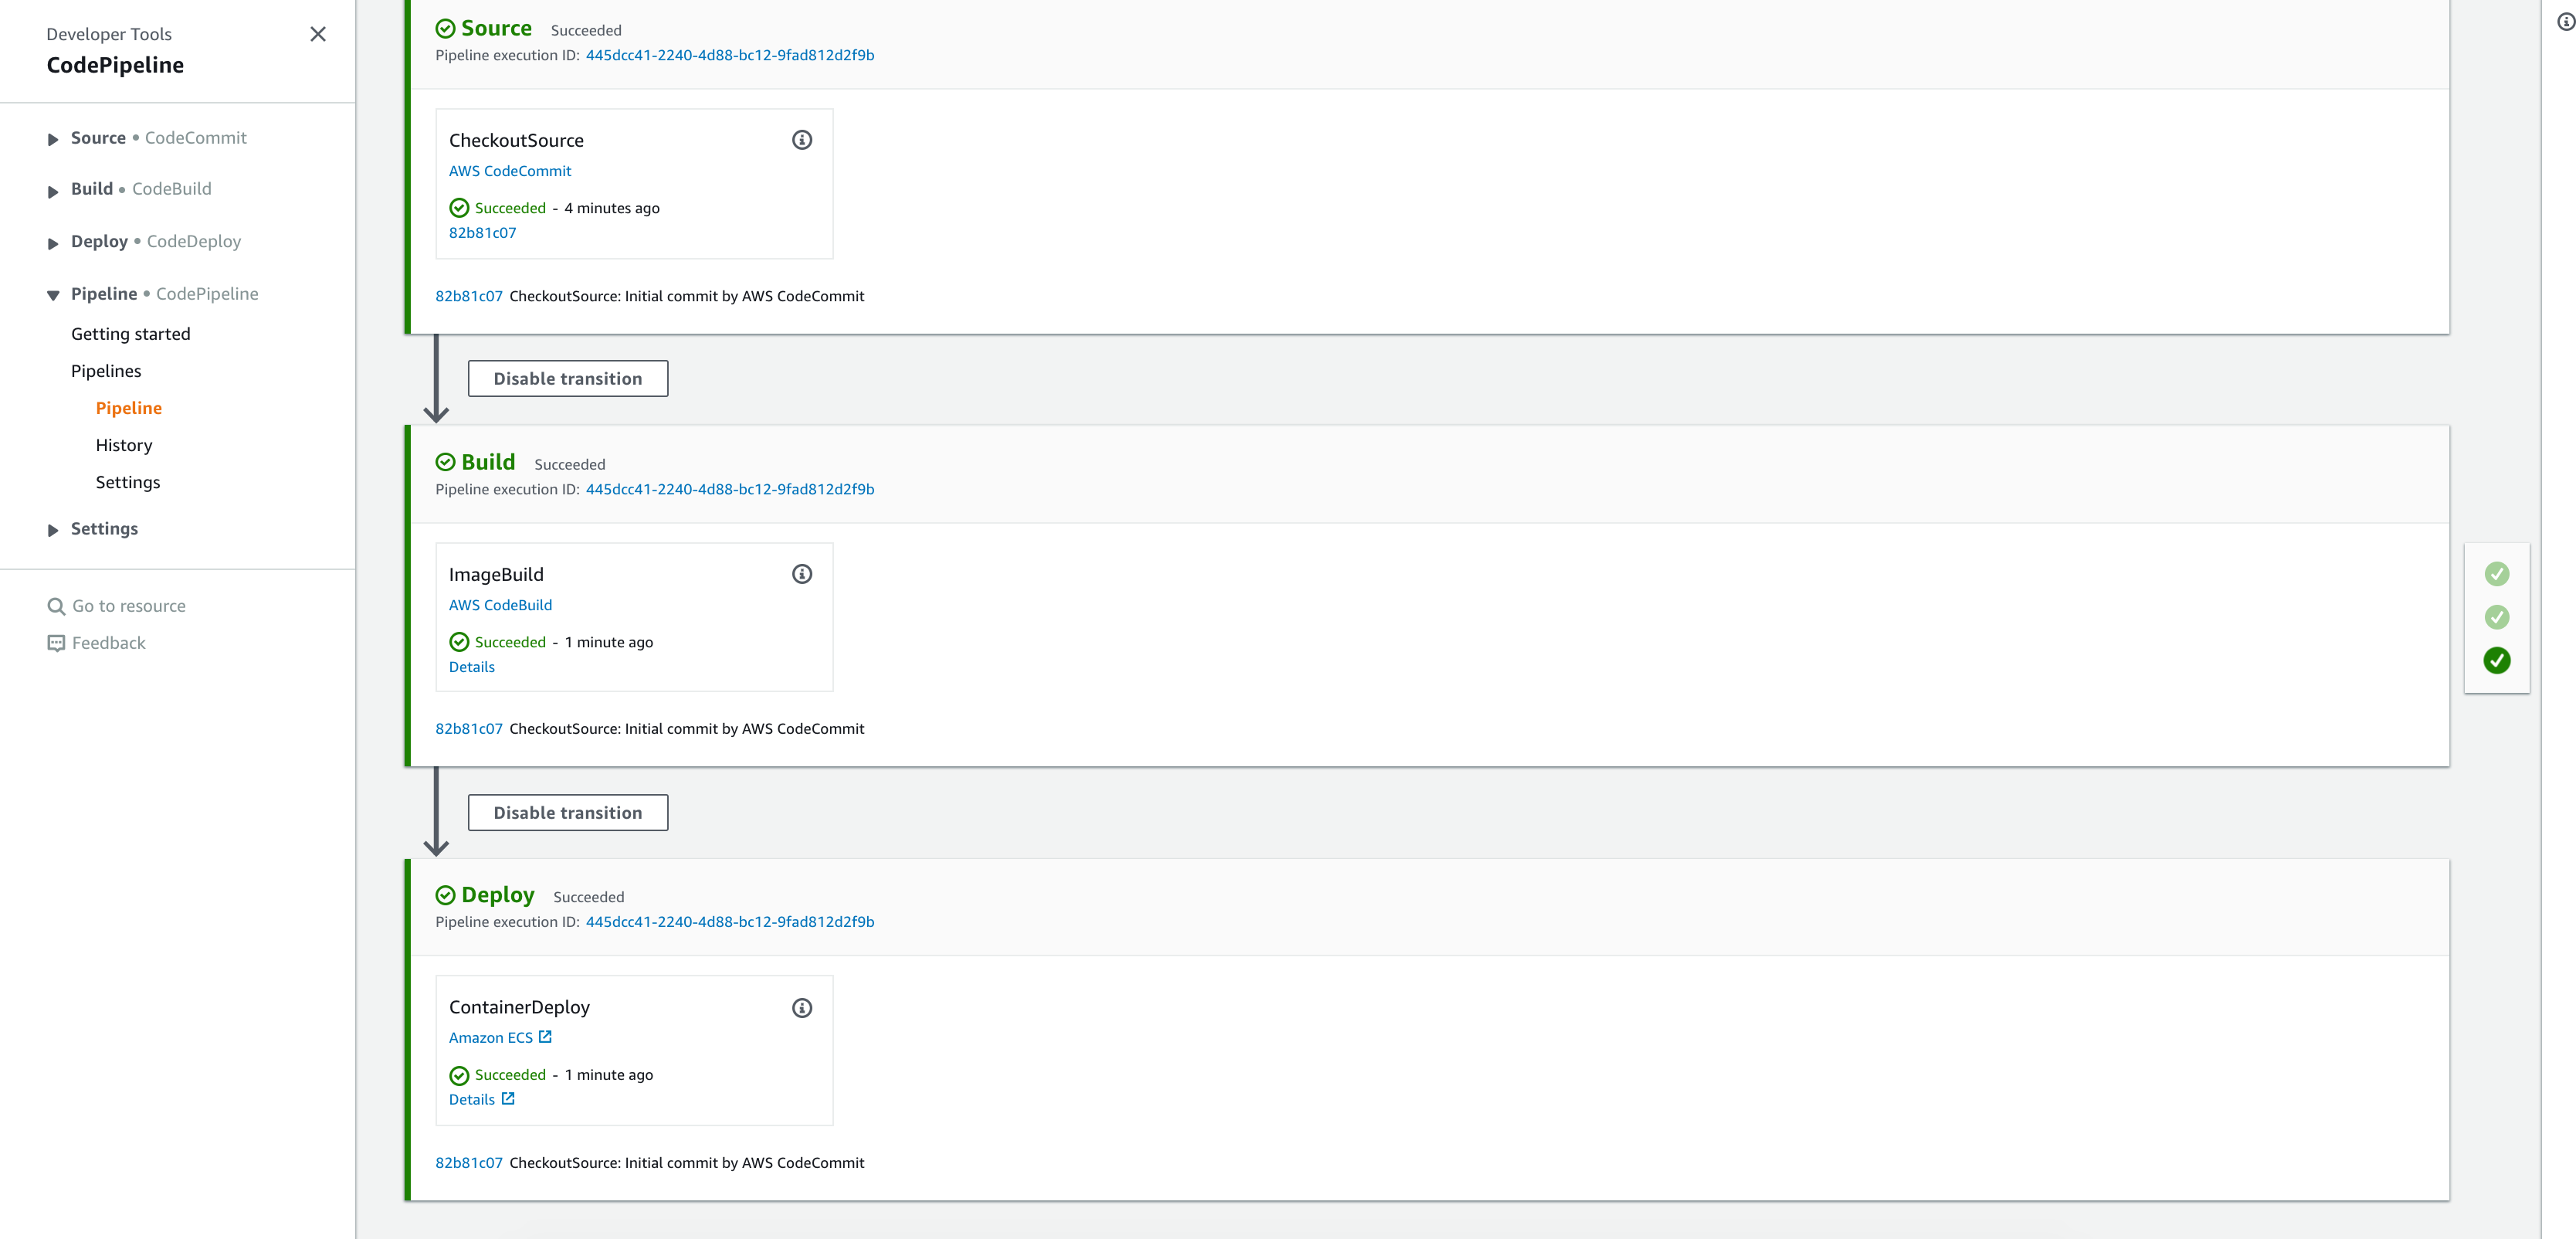 Developer Tools
CodePipeline
Source • CodeCommit
Build • CodeBuild
Deploy • CodeDeploy
Pipeline • CodePipeline
Getting started
Pipelines
Pipeline
History
Settings
Settings
Go to resource
Feedback
Source Succeeded
Pipeline execution ID: 445dcc41-2240-4d88-bc12-9fad812d2f9b
CheckoutSource
AWS CodeCommit
Succeeded - 4 minutes ago
82b81c07
82b81c07 CheckoutSource: Initial commit by AWS CodeCommit
Disable transition
Build Succeeded
Pipeline execution ID: 445dcc41-2240-4d88-bc12-9fad812d2f9b
ImageBuild
AWS CodeBuild
Succeeded - 1 minute ago
Details
82b81c07 CheckoutSource: Initial commit by AWS CodeCommit
Disable transition
Deploy Succeeded
Pipeline execution ID: 445dcc41-2240-4d88-bc12-9fad812d2f9b
ContainerDeploy
Amazon ECS
Succeeded - 1 minute ago
Details
82b81c07 CheckoutSource: Initial commit by AWS CodeCommit